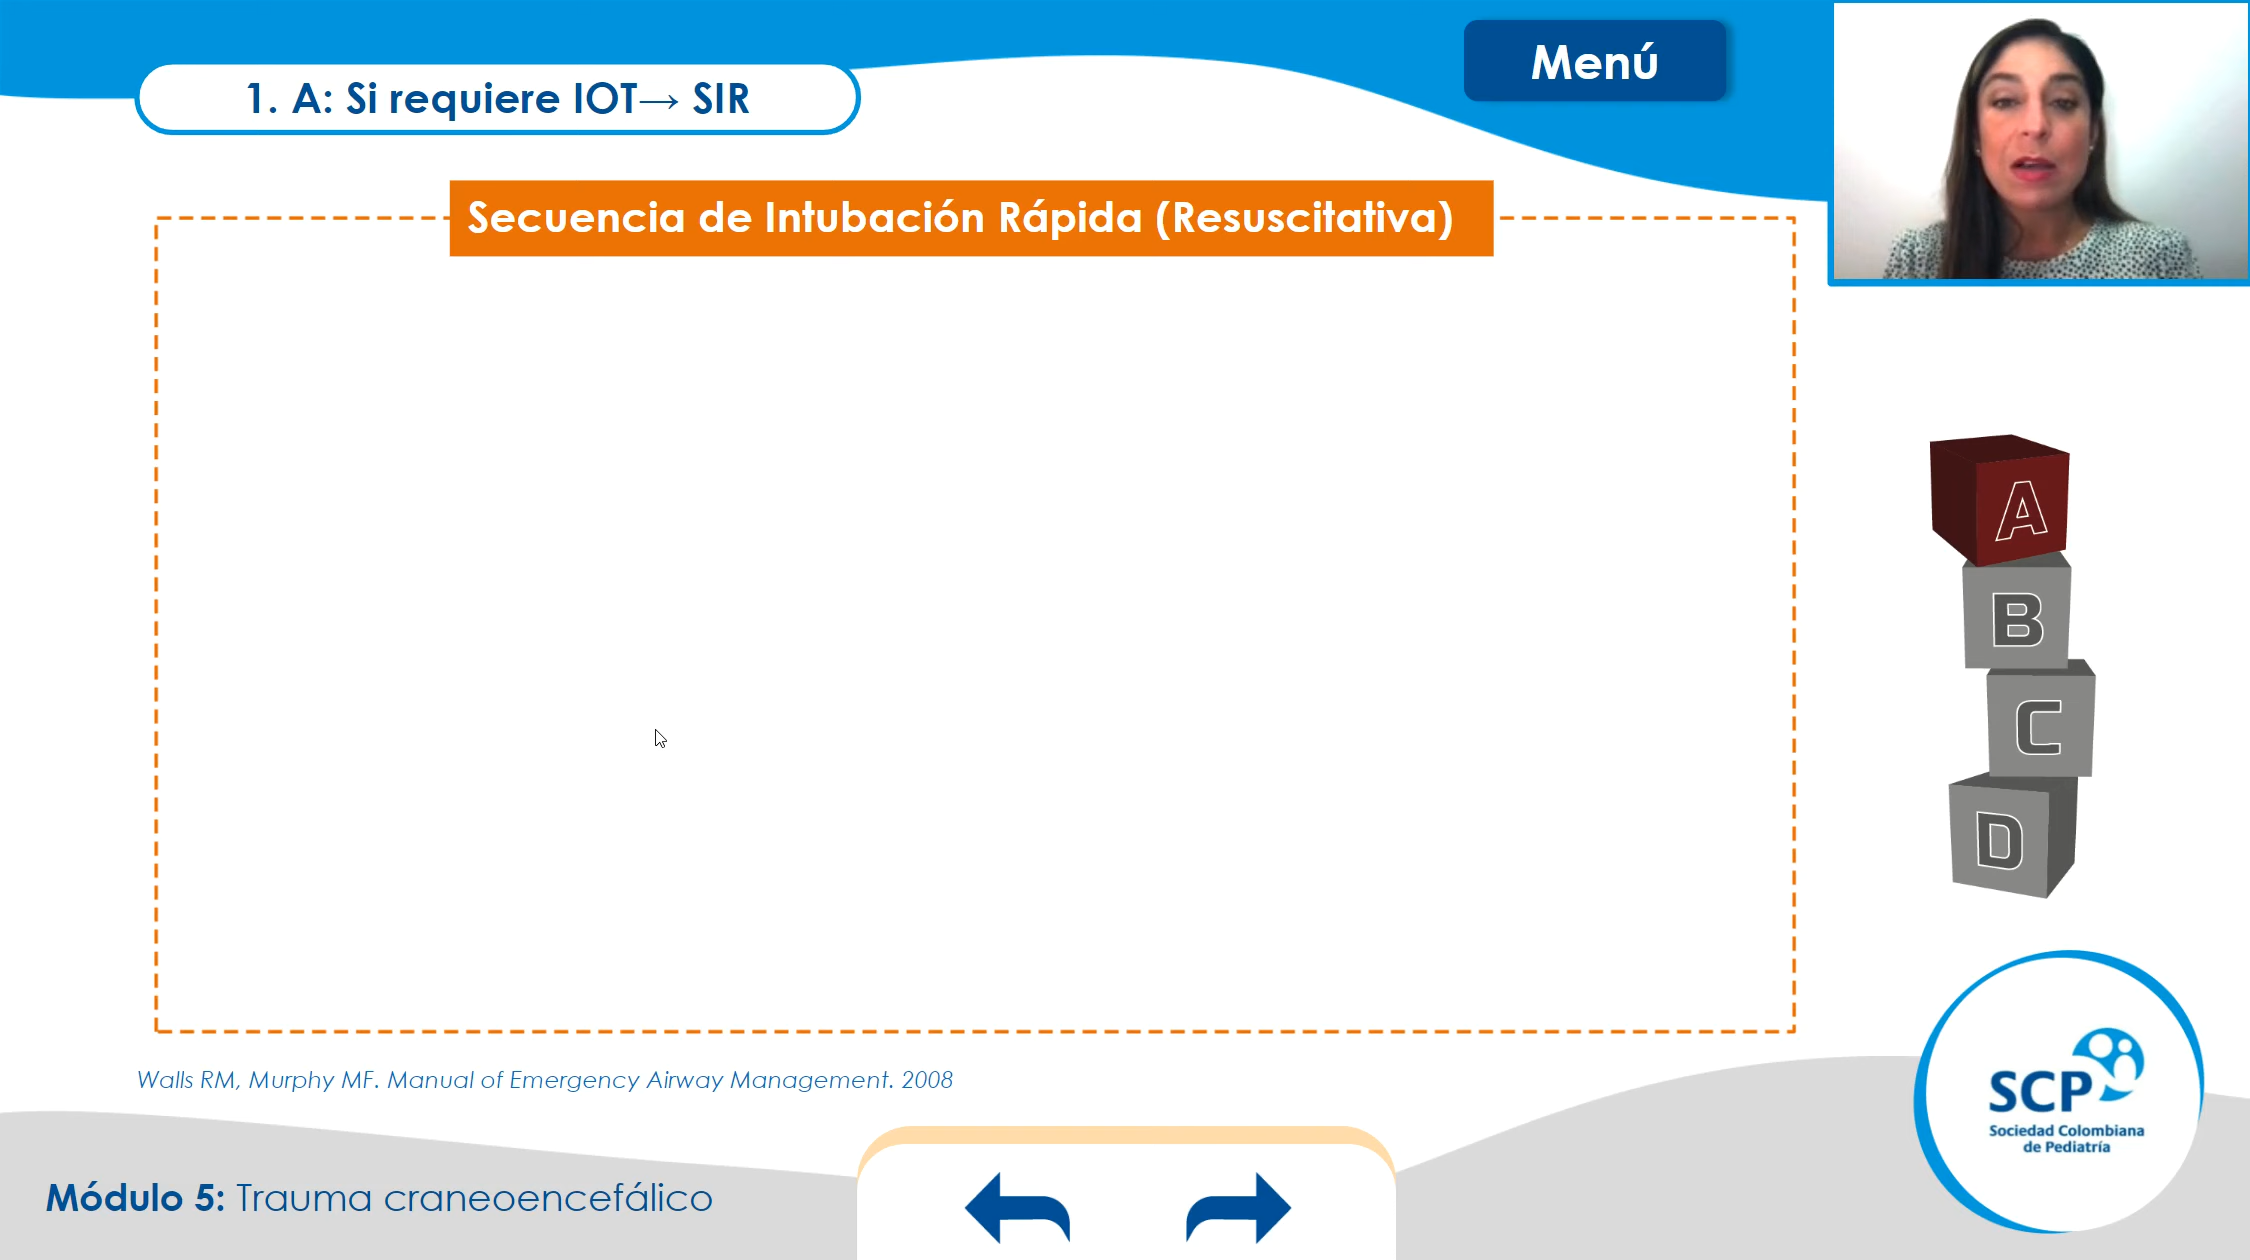 Menú
1. A: Si requiere IOT→ SIR
Secuencia de Intubación Rápida (Resuscitativa)
A
B
C
D
Walls RM, Murphy MF. Manual of Emergency Airway Management. 2008
SCP
Sociedad Colombiana
de Pediatría
Módulo 5: Trauma craneoencefálico